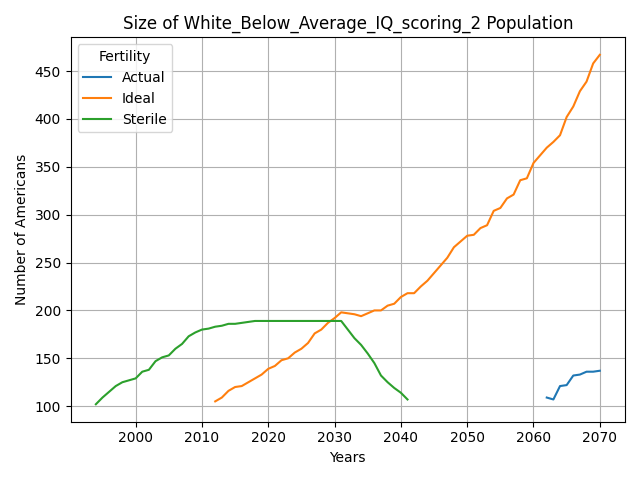 Size of White_Below_Average_IQ_scoring_2 Population
Fertility
Actual
Ideal
Sterile
Number of Americans
450
400
350
300
250
200
150
100
2000 2010 2020 2030 2040 2050 2060 2070
Years